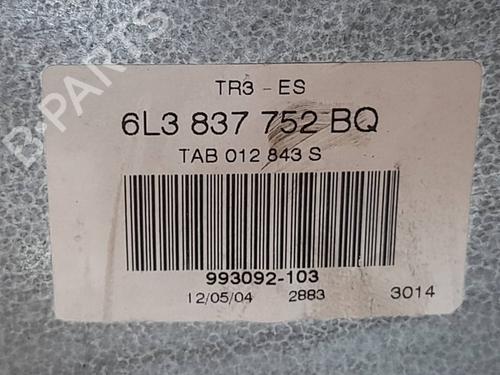 TR3 - ES
6L3 837 752 BQ
TAB 012 843 S
993092-103
12/05/04 2883 3014
B-PARTS